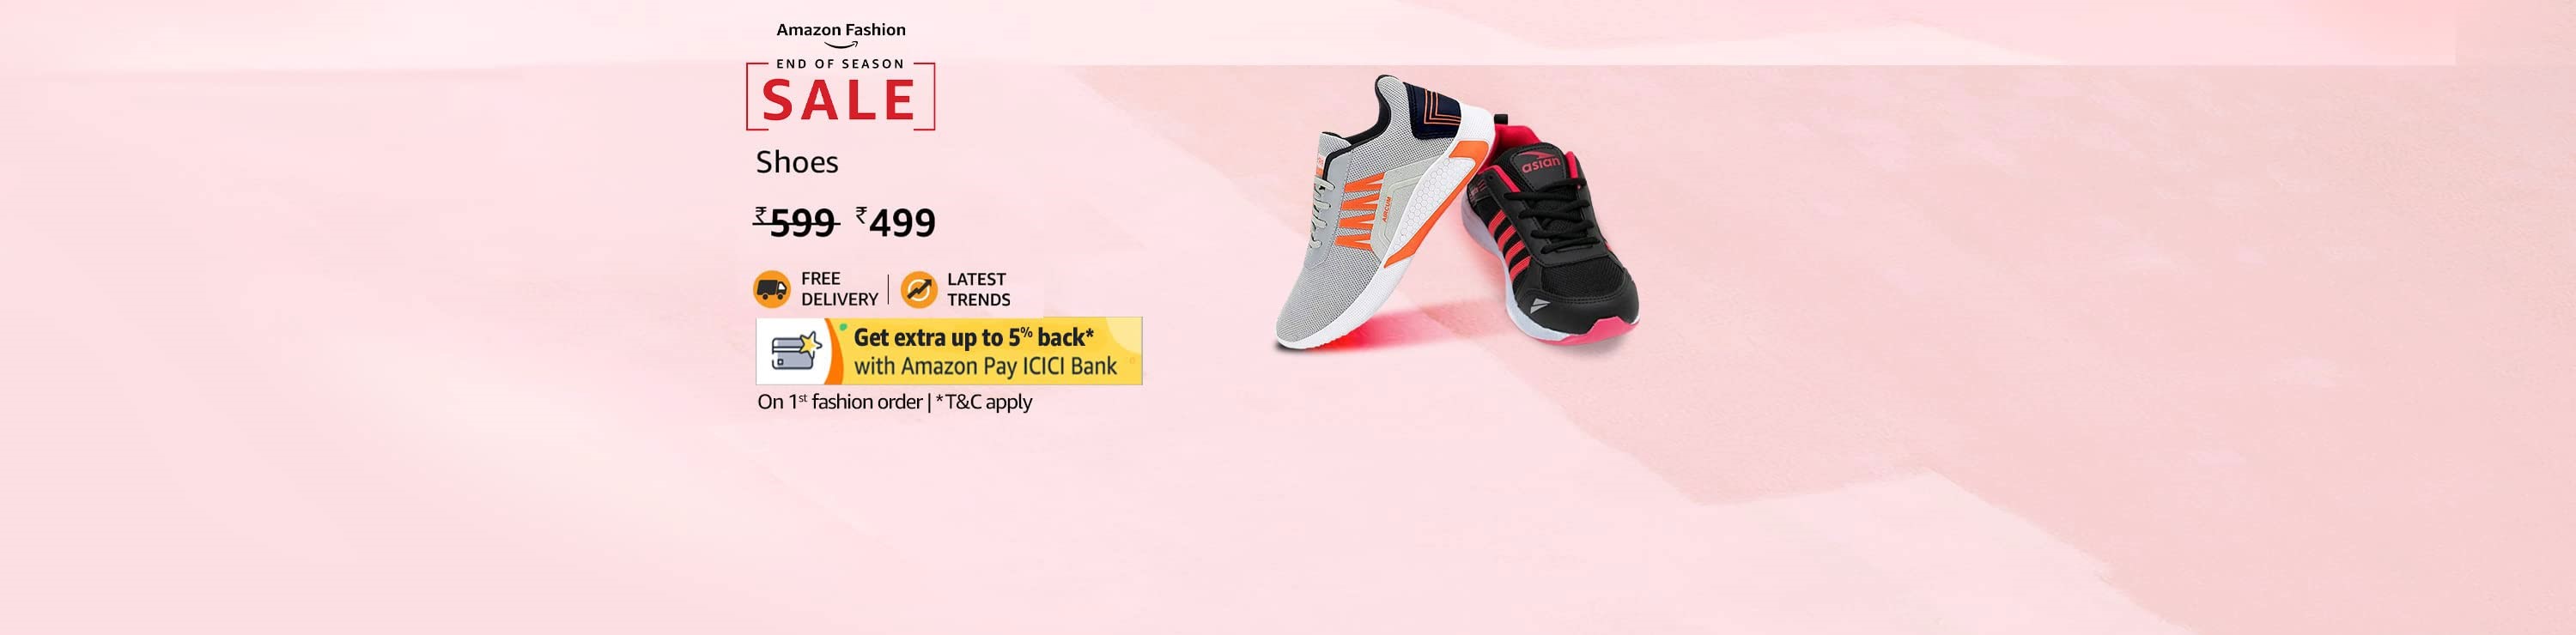 Amazon Fashion
END OF SEASON
SALE
Shoes
₹599 ₹499
FREE
DELIVERY
LATEST
TRENDS
Get extra up to 5% back*
with Amazon Pay ICICI Bank
On 1st fashion order | *T&C apply
asian